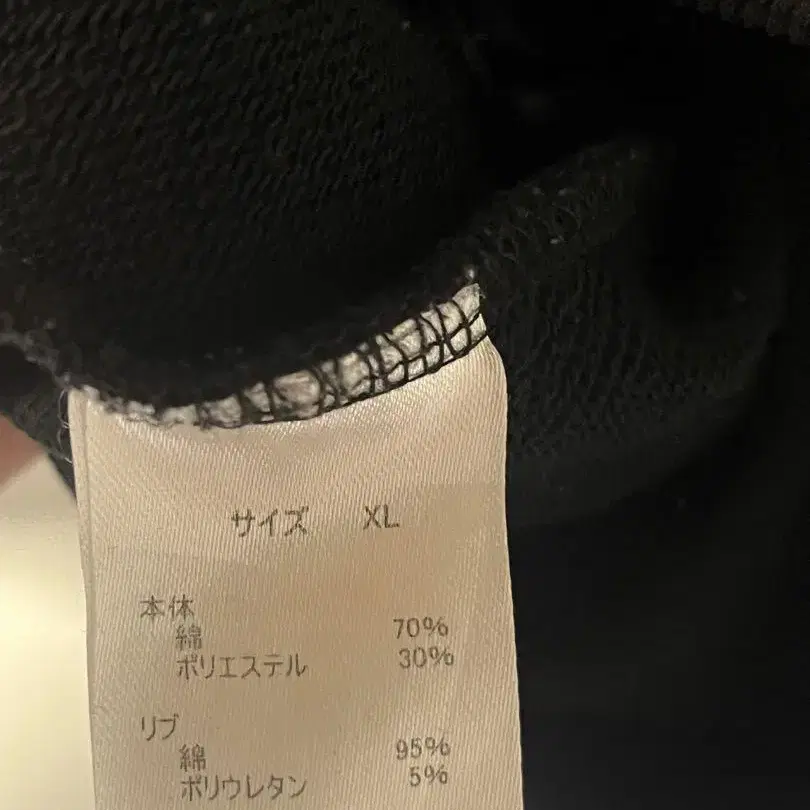 サイズ XL
本体
綿 70%
ポリエステル 30%
リブ
綿 95%
ポリウレタン 5%